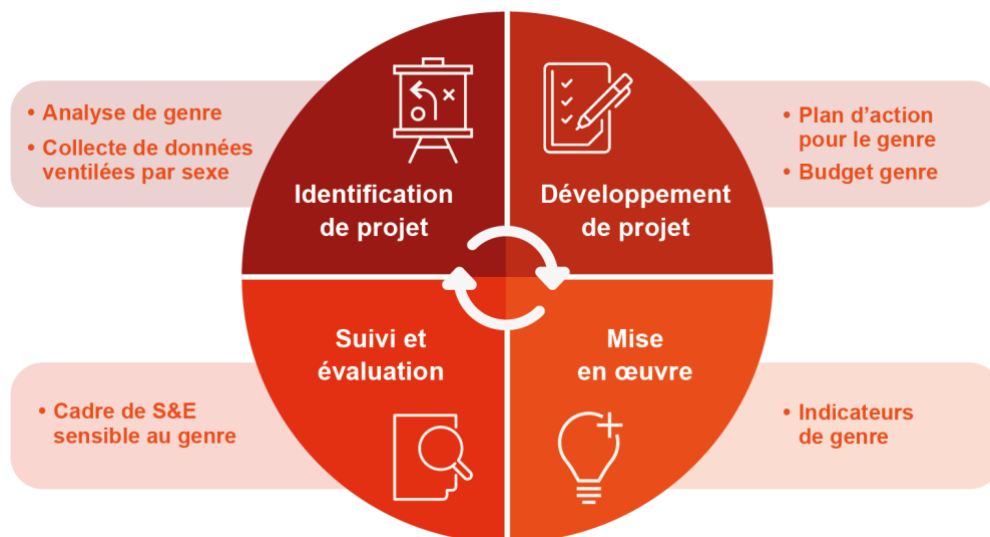 • Analyse de genre
• Collecte de données
ventilées par sexe
Identification
de projet
Développement
de projet
• Plan d’action
pour le genre
• Budget genre
Suivi et
évaluation
Mise
en œuvre
• Cadre de S&E
sensible au genre
• Indicateurs
de genre